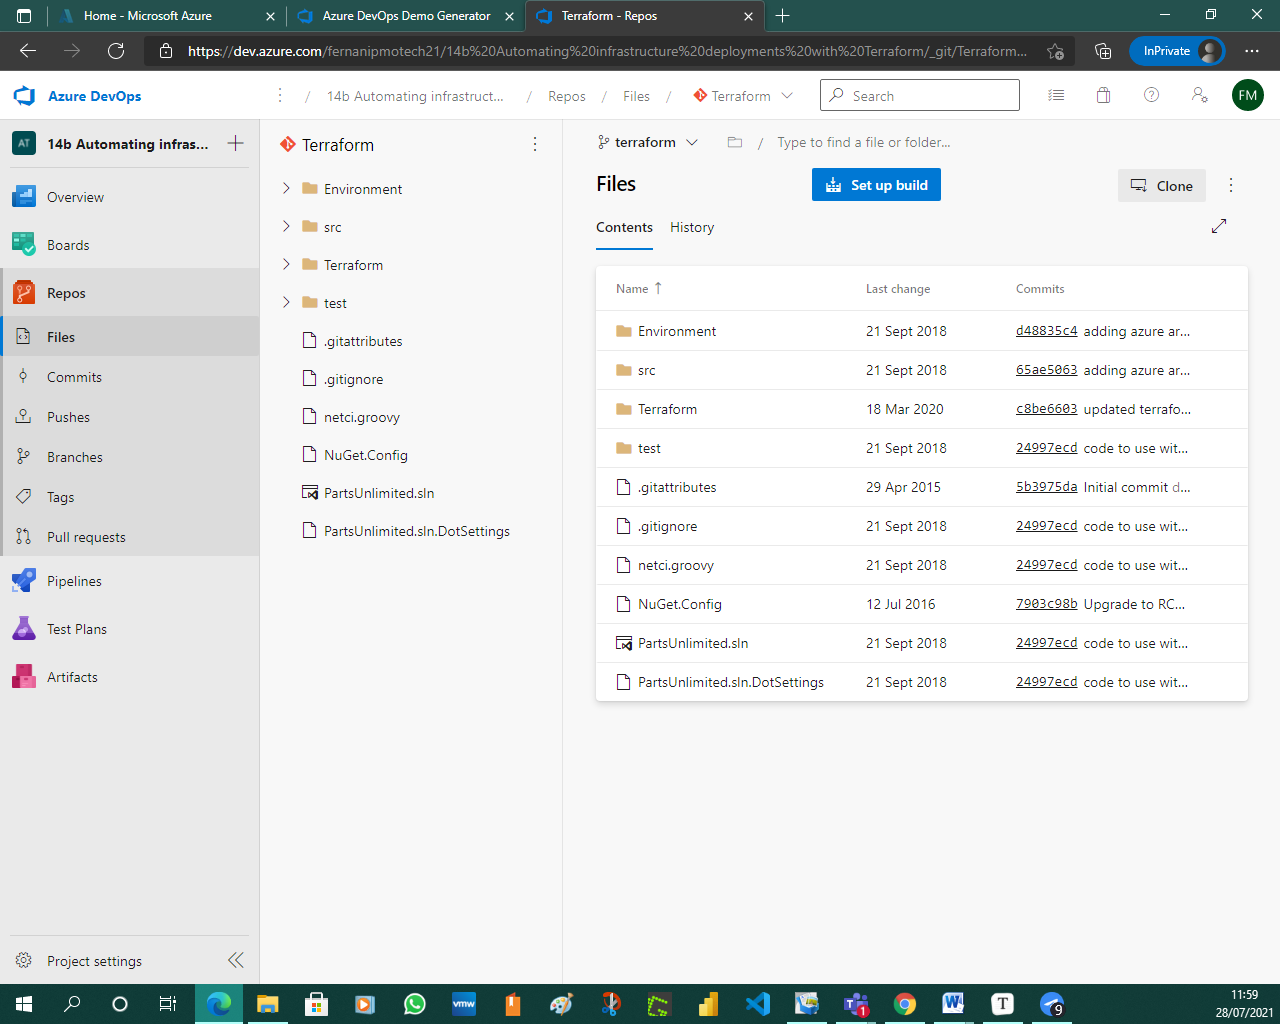 Home - Microsoft Azure
Azure DevOps Demo Generator
Terraform - Repos
https://dev.azure.com/fernanipmotech21/14b%20Automating%20infrastructure%20deployments%20with%20Terraform/_git/Terraform...
InPrivate
Azure DevOps
/ 14b Automating infrastruct... / Repos / Files / Terraform
Search
FM
AT
14b Automating infras...
Overview
Boards
Repos
Files
Commits
Pushes
Branches
Tags
Pull requests
Pipelines
Test Plans
Artifacts
Project settings
Terraform
Environment
src
Terraform
test
.gitattributes
.gitignore
netci.groovy
NuGet.Config
PartsUnlimited.sln
PartsUnlimited.sln.DotSettings
terraform
/ Type to find a file or folder...
Files
Set up build
Clone
Contents
History
Name ↑ Last change Commits
Environment 21 Sept 2018 d48835c4 adding azure ar...
src 21 Sept 2018 65ae5063 adding azure ar...
Terraform 18 Mar 2020 c8be6603 updated terrafo...
test 21 Sept 2018 24997ecd code to use wit...
.gitattributes 29 Apr 2015 5b3975da Initial commit d...
.gitignore 21 Sept 2018 24997ecd code to use wit...
netci.groovy 21 Sept 2018 24997ecd code to use wit...
NuGet.Config 12 Jul 2016 7903c98b Upgrade to RC...
PartsUnlimited.sln 21 Sept 2018 24997ecd code to use wit...
PartsUnlimited.sln.DotSettings 21 Sept 2018 24997ecd code to use wit...
vmw
W
T
1
9
11:59
28/07/2021